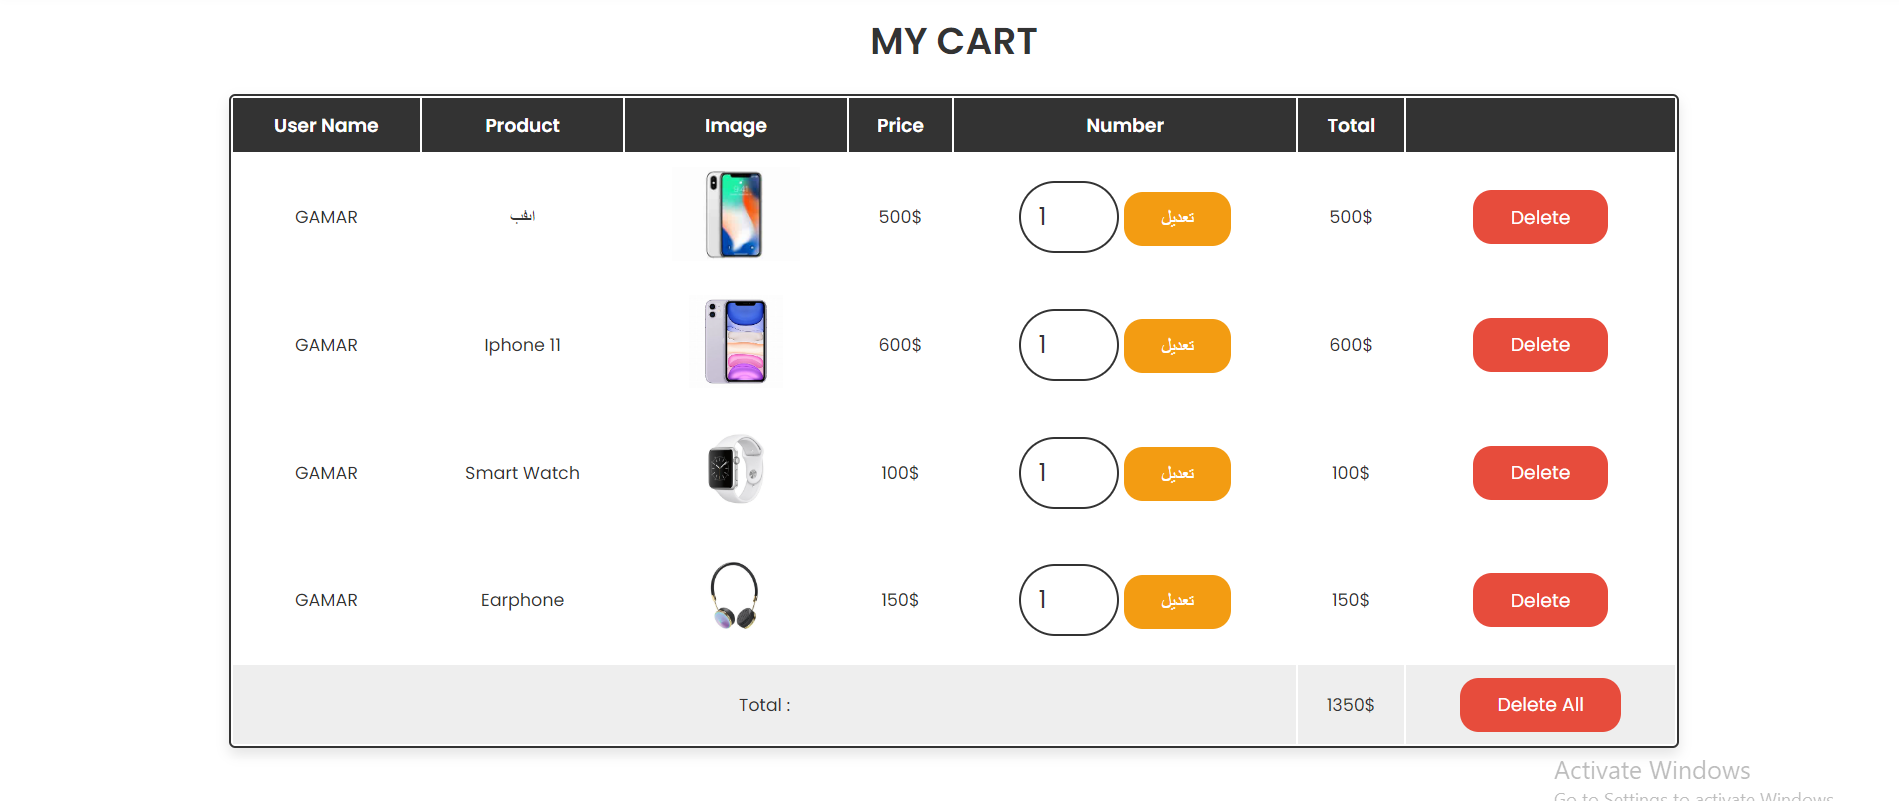 MY CART
User Name Product Image Price Number Total
GAMAR 500$ 1 تعديل 500$ Delete
GAMAR Iphone 11 600$ 1 تعديل 600$ Delete
GAMAR Smart Watch 100$ 1 تعديل 100$ Delete
GAMAR Earphone 150$ 1 تعديل 150$ Delete
Total : 1350$ Delete All
Activate Windows
Go to Settings to activate Windows.